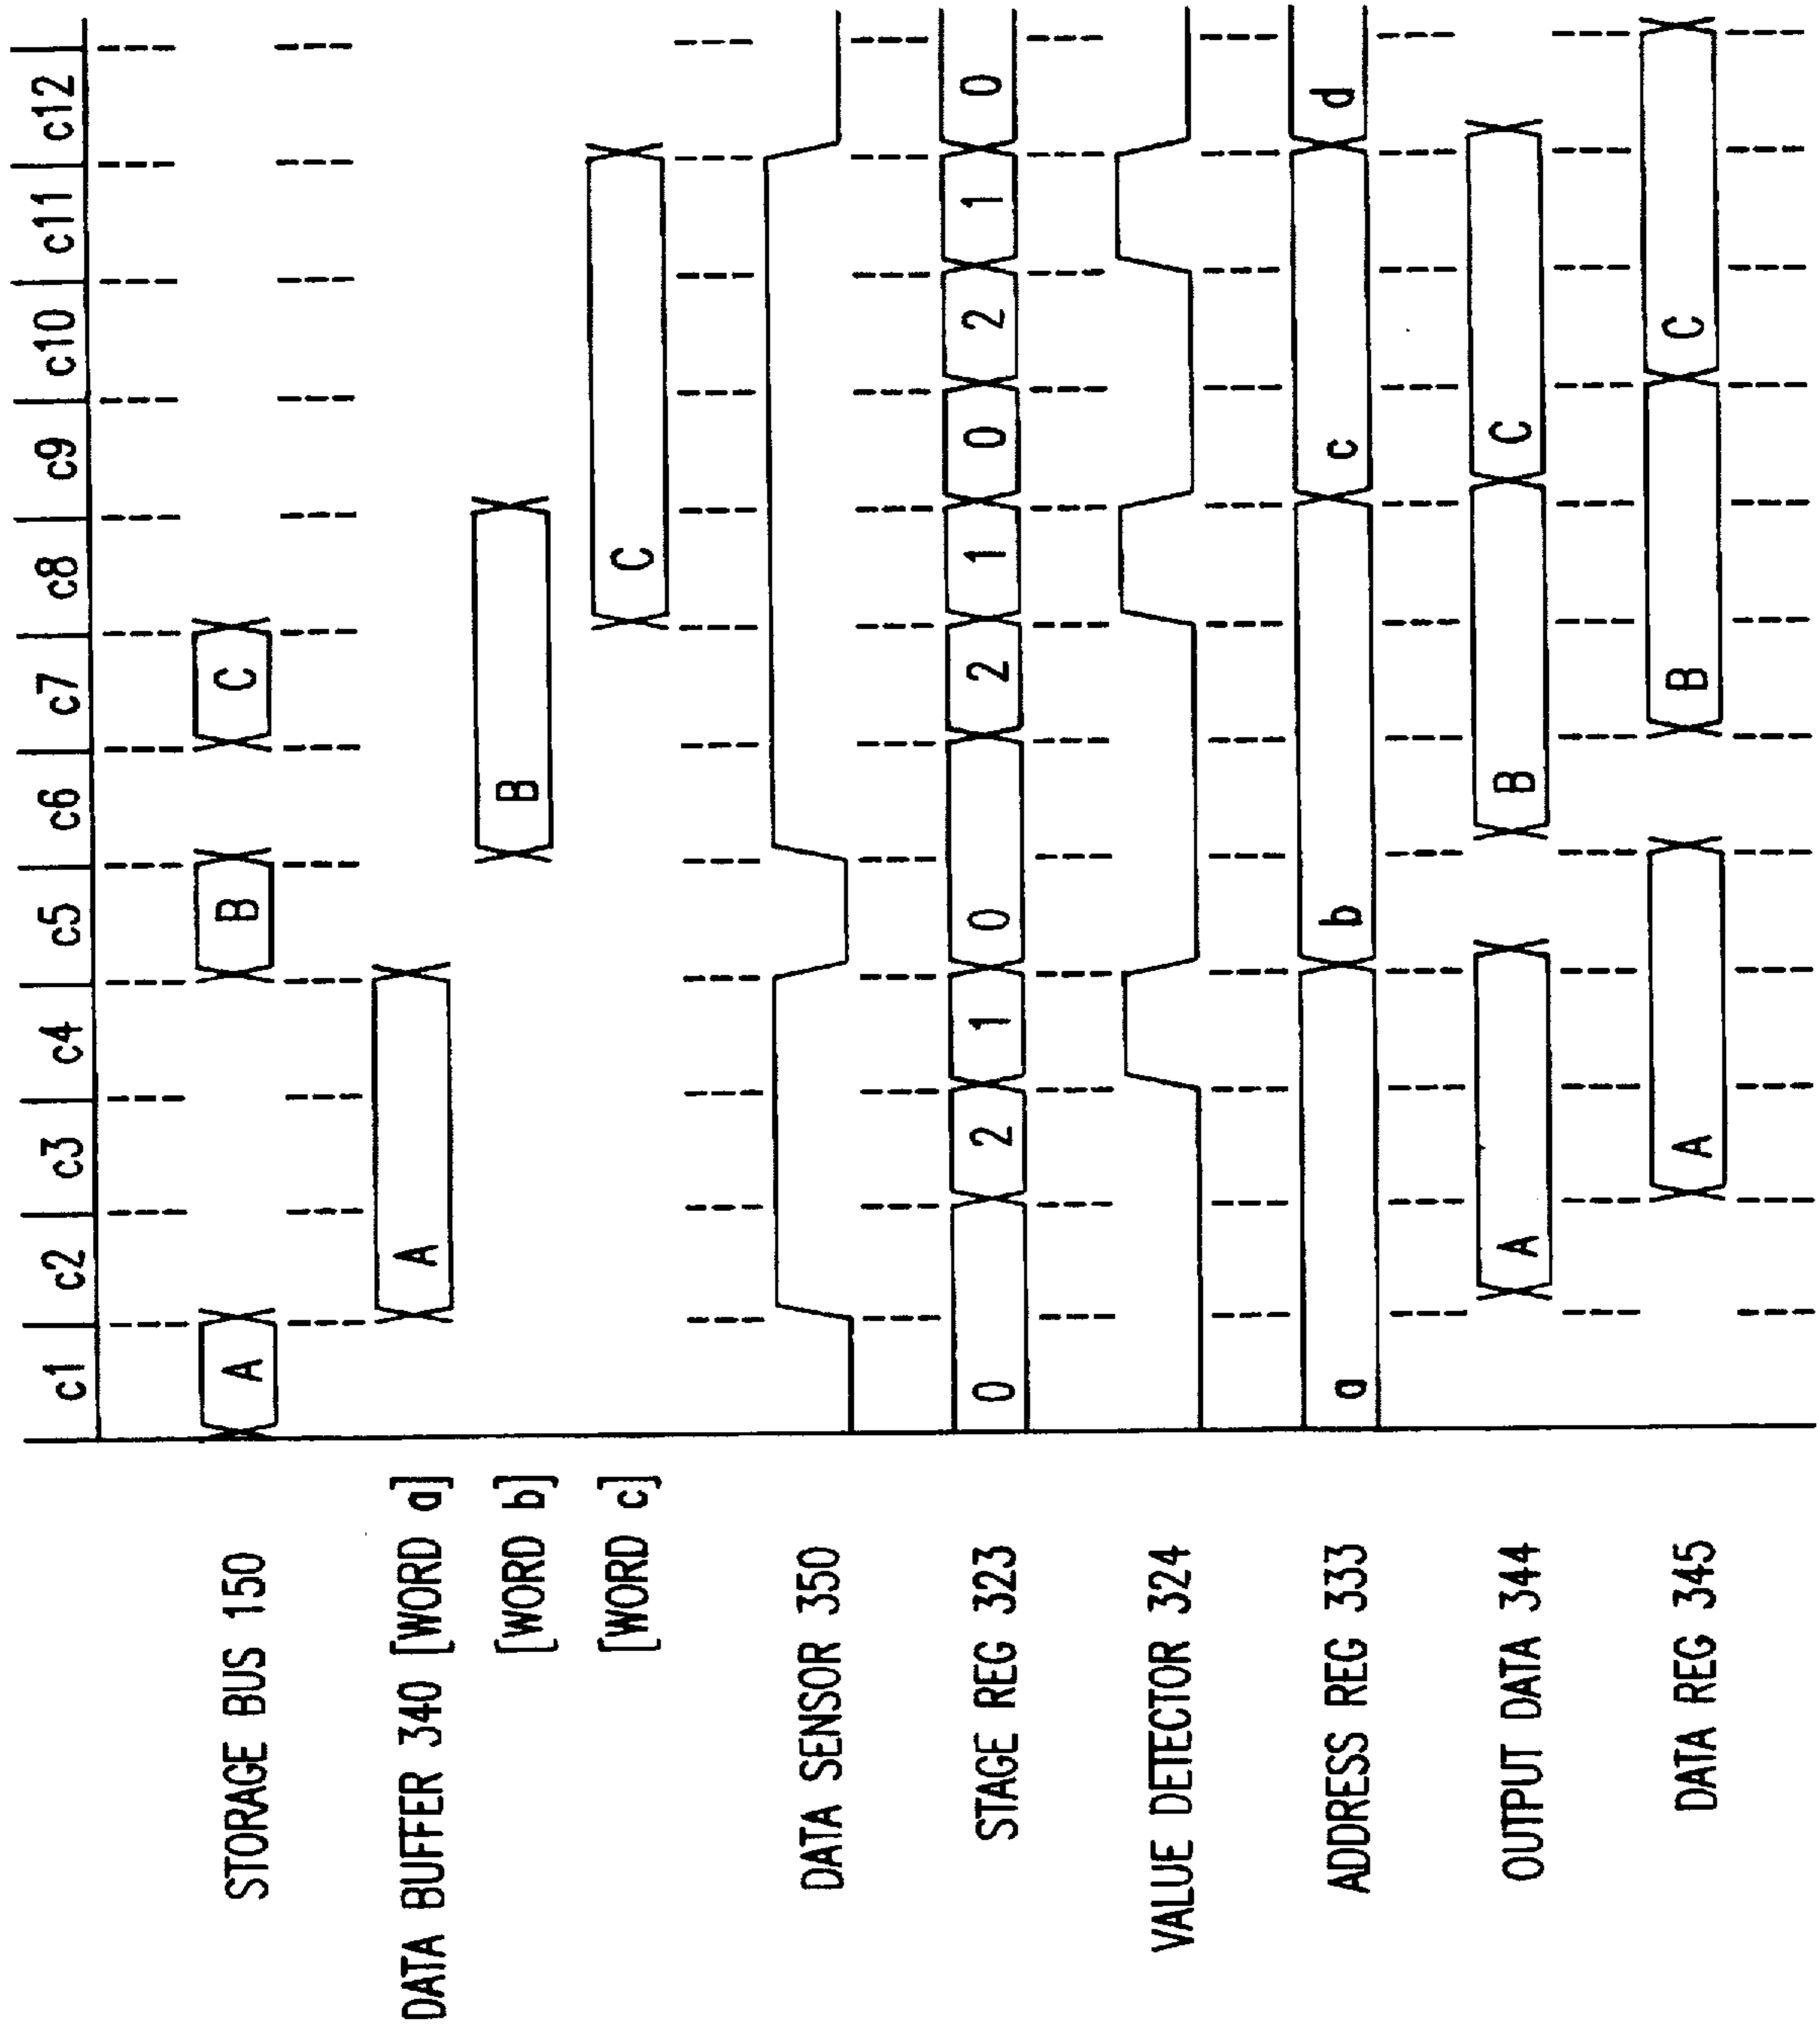 c1 c2 c3 c4 c5 c6 c7 c8 c9 c10 c11 c12
STORAGE BUS 150 A B C
DATA BUFFER 340 [WORD a] A
[WORD b] B
[WORD c] C
DATA SENSOR 350
STAGE REG 323 0 2 1 0 2 1 0 2 1 0
VALUE DETECTOR 324
ADDRESS REG 333 a b c d
OUTPUT DATA 344 A B C
DATA REG 345 A B C